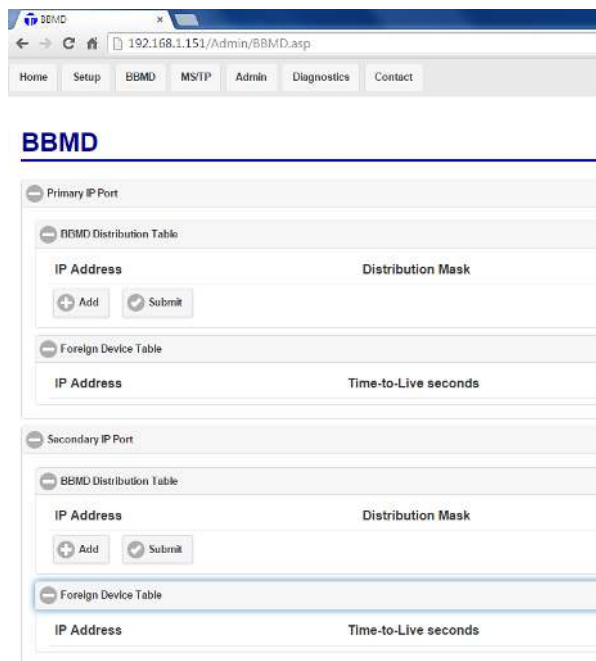 BBMD
192.168.1.151/Admin/BBMD.asp
Home Setup BBMD MS/TP Admin Diagnostics Contact
BBMD
Primary IP Port
BBMD Distribution Table
IP Address Distribution Mask
Add Submit
Foreign Device Table
IP Address Time-to-Live seconds
Secondary IP Port
BBMD Distribution Table
IP Address Distribution Mask
Add Submit
Foreign Device Table
IP Address Time-to-Live seconds